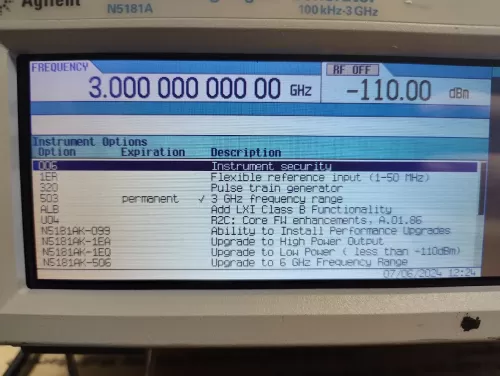 Agilent
N5181A
100 kHz-3 GHz
FREQUENCY
3.000 000 000 00 GHz
RF OFF
-110.00 dBm
Instrument Options
Option Expiration Description
006 Instrument security
1ER Flexible reference input (1-50 MHz)
320 Pulse train generator
503 permanent ✓ 3 GHz frequency range
ALB Add LXI Class B Functionality
U04 R2C: Core FW enhancements, A.01.86
N5181AK-099 Ability to Install Performance Upgrades
N5181AK-1EA Upgrade to High Power Output
N5181AK-1EQ Upgrade to Low Power ( less than -110dBm)
N5181AK-506 Upgrade to 6 GHz Frequency Range
07/06/2024 12:24